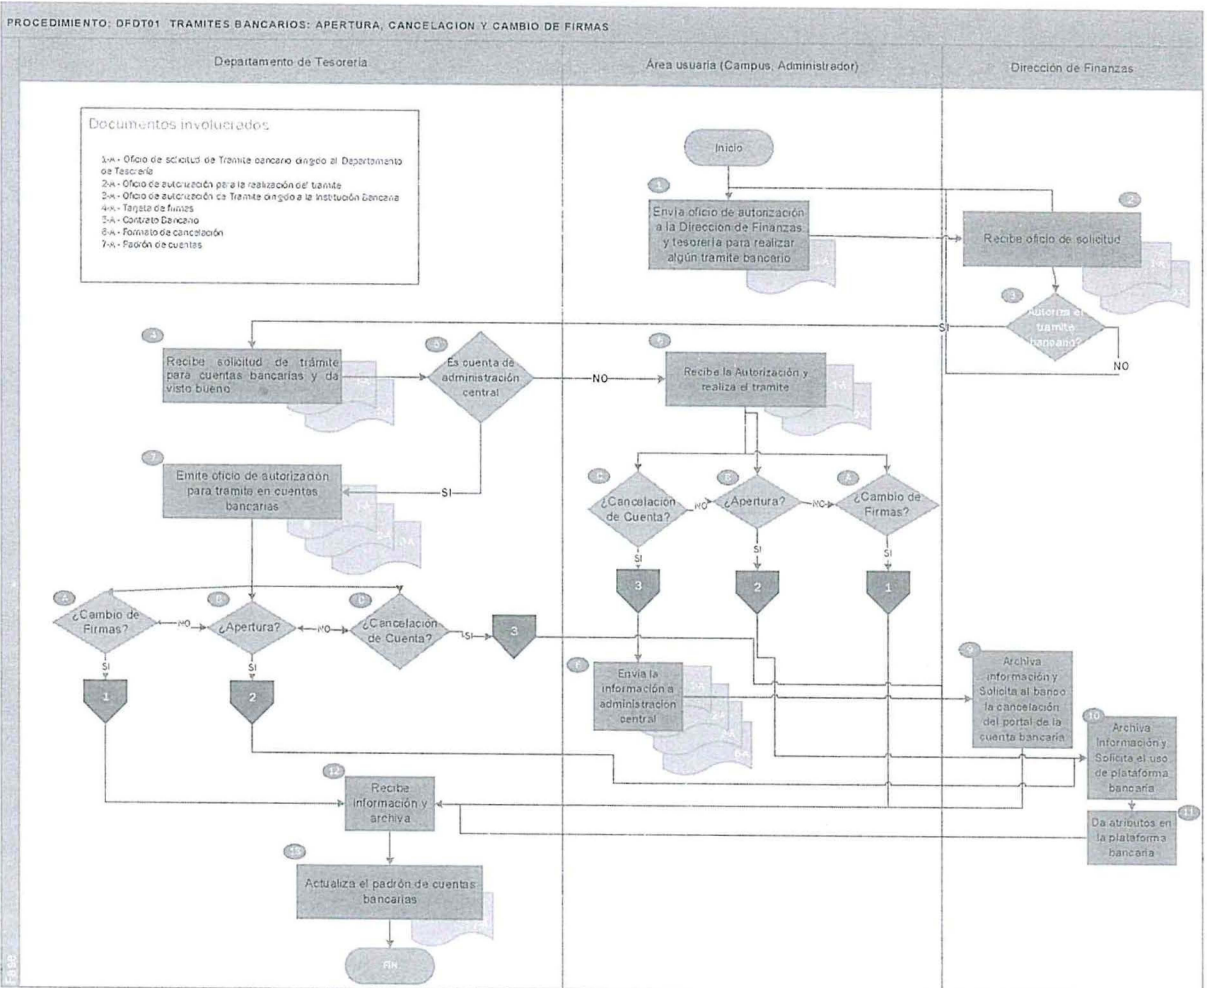 PROCEDIMIENTO: DFDT01 TRAMITES BANCARIOS: APERTURA, CANCELACION Y CAMBIO DE FIRMAS
Departamento de Tesorería
Área usuaria (Campus, Administrador)
Dirección de Finanzas
Documentos involucrados
1-A - Oficio de solicitud de Tramite bancario dirigido al Departamento
de Tesorería
2-A - Oficio de autorización para la realización del tramite
3-A - Oficio de autorización de Tramite dirigido a la Institución Bancaria
4-A - Tarjeta de firmas
5-A - Contrato Bancario
6-A - Formato de cancelación
7-A - Padrón de cuentas
Inicio
1
Envía oficio de autorización
a la Dirección de Finanzas
y tesorería para realizar
algún tramite bancario
2
Recibe oficio de solicitud
3
Autoriza el
tramite
bancario?
SI
NO
Recibe solicitud de trámite
para cuentas bancarias y da
visto bueno
5
Es cuenta de
administración
central
NO
SI
Recibe la Autorización y
realiza el tramite
7
Emite oficio de autorización
para tramite en cuentas
bancarias
C
¿Cancelación
de Cuenta?
NO
B
¿Apertura?
NO
A
¿Cambio de
Firmas?
SI
SI
SI
3
2
1
A
¿Cambio de
Firmas?
NO
B
¿Apertura?
NO
¿Cancelación
de Cuenta?
SI
3
SI
SI
1
2
Envía la
información a
administración
central
9
Archiva
información y
Solicita al banco
la cancelación
del portal de la
cuenta bancaria
10
Archiva
Información y
Solicita el uso
de plataforma
bancaria
11
Da atributos en
la plataforma
bancaria
12
Recibe
información y
archiva
13
Actualiza el padrón de cuentas
bancarias
Fin
Fase